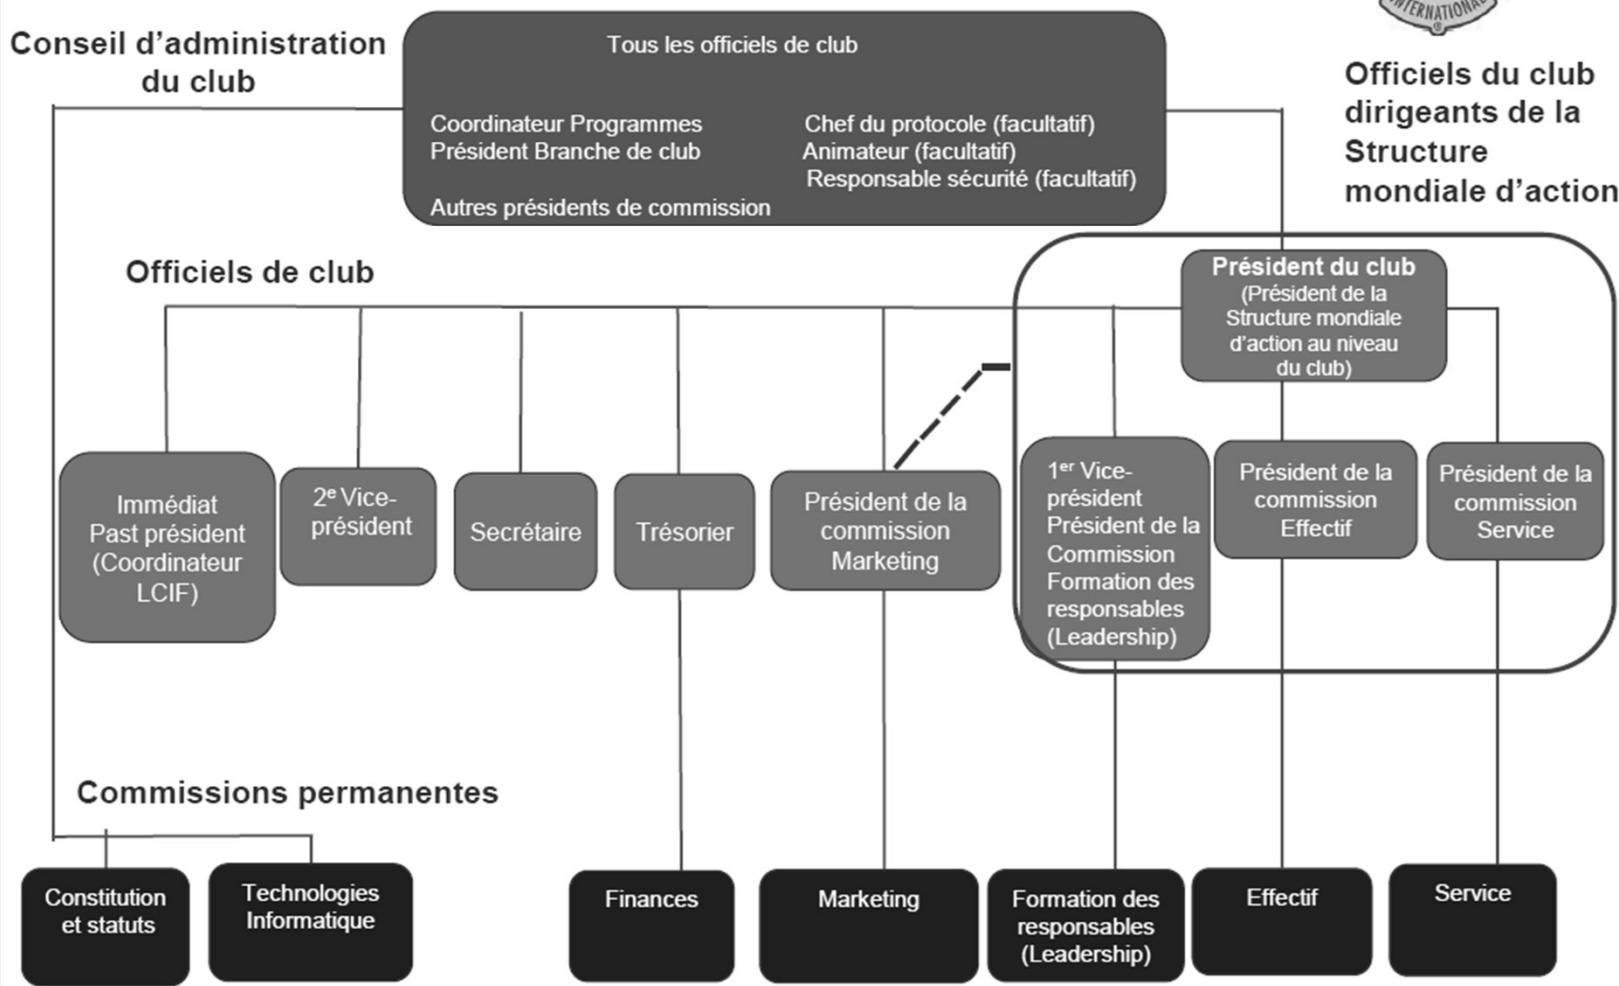 INTERNATIONAL
®
Conseil d’administration
du club
Tous les officiels de club
Coordinateur Programmes
Président Branche de club
Autres présidents de commission
Chef du protocole (facultatif)
Animateur (facultatif)
Responsable sécurité (facultatif)
Officiels du club
dirigeants de la
Structure
mondiale d’action
Officiels de club
Président du club
(Président de la
Structure mondiale
d’action au niveau
du club)
Immédiat
Past président
(Coordinateur
LCIF)
2e Vice-
président
Secrétaire
Trésorier
Président de la
commission
Marketing
1er Vice-
président
Président de la
Commission
Formation des
responsables
(Leadership)
Président de la
commission
Effectif
Président de la
commission
Service
Commissions permanentes
Constitution
et statuts
Technologies
Informatique
Finances
Marketing
Formation des
responsables
(Leadership)
Effectif
Service